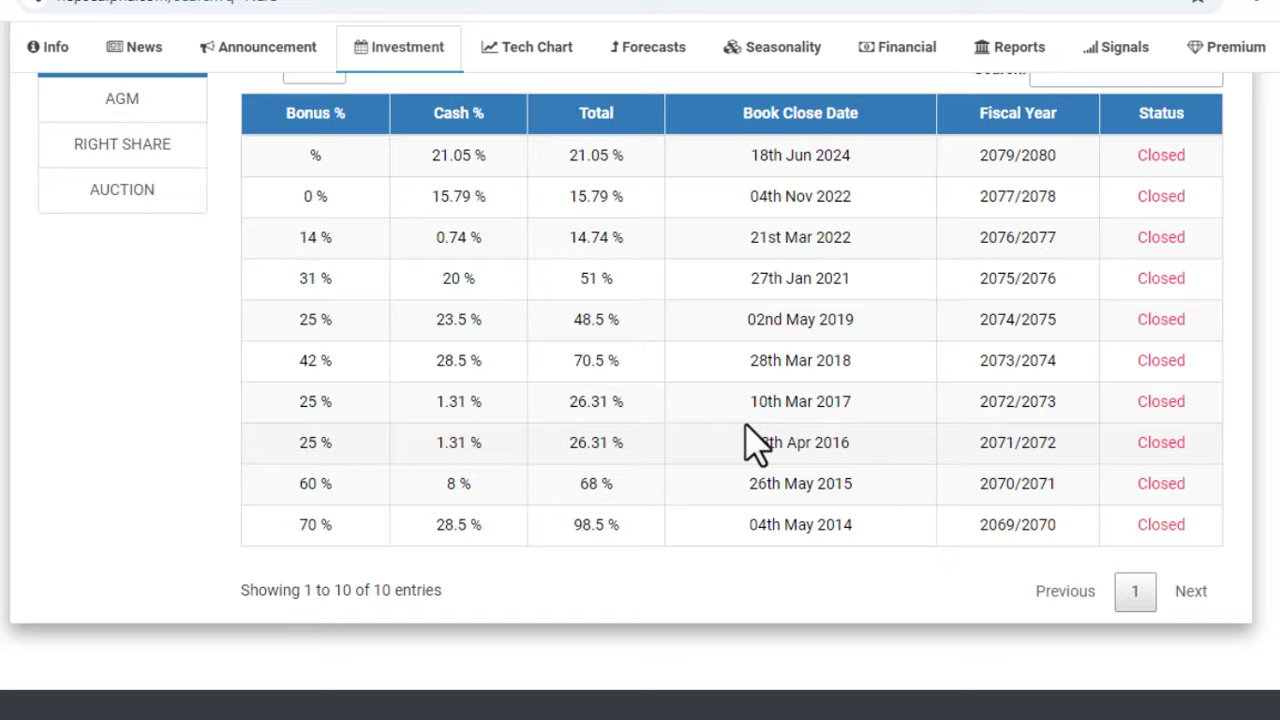 Info News Announcement Investment Tech Chart Forecasts Seasonality Financial Reports Signals Premium
AGM
RIGHT SHARE
AUCTION
Bonus % Cash % Total Book Close Date Fiscal Year Status
% 21.05 % 21.05 % 18th Jun 2024 2079/2080 Closed
0 % 15.79 % 15.79 % 04th Nov 2022 2077/2078 Closed
14 % 0.74 % 14.74 % 21st Mar 2022 2076/2077 Closed
31 % 20 % 51 % 27th Jan 2021 2075/2076 Closed
25 % 23.5 % 48.5 % 02nd May 2019 2074/2075 Closed
42 % 28.5 % 70.5 % 28th Mar 2018 2073/2074 Closed
25 % 1.31 % 26.31 % 10th Mar 2017 2072/2073 Closed
25 % 1.31 % 26.31 % Apr 2016 2071/2072 Closed
60 % 8 % 68 % 26th May 2015 2070/2071 Closed
70 % 28.5 % 98.5 % 04th May 2014 2069/2070 Closed
Showing 1 to 10 of 10 entries
Previous 1 Next